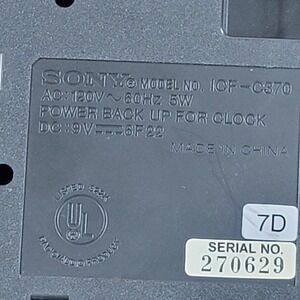 SONY® MODEL NO. ICF-C370
AC:120V~60HZ 5W
POWER BACK UP FOR CLOCK
DC:9V⎓6F22
MADE IN CHINA
LISTED
UL
7D
SERIAL NO.
270629